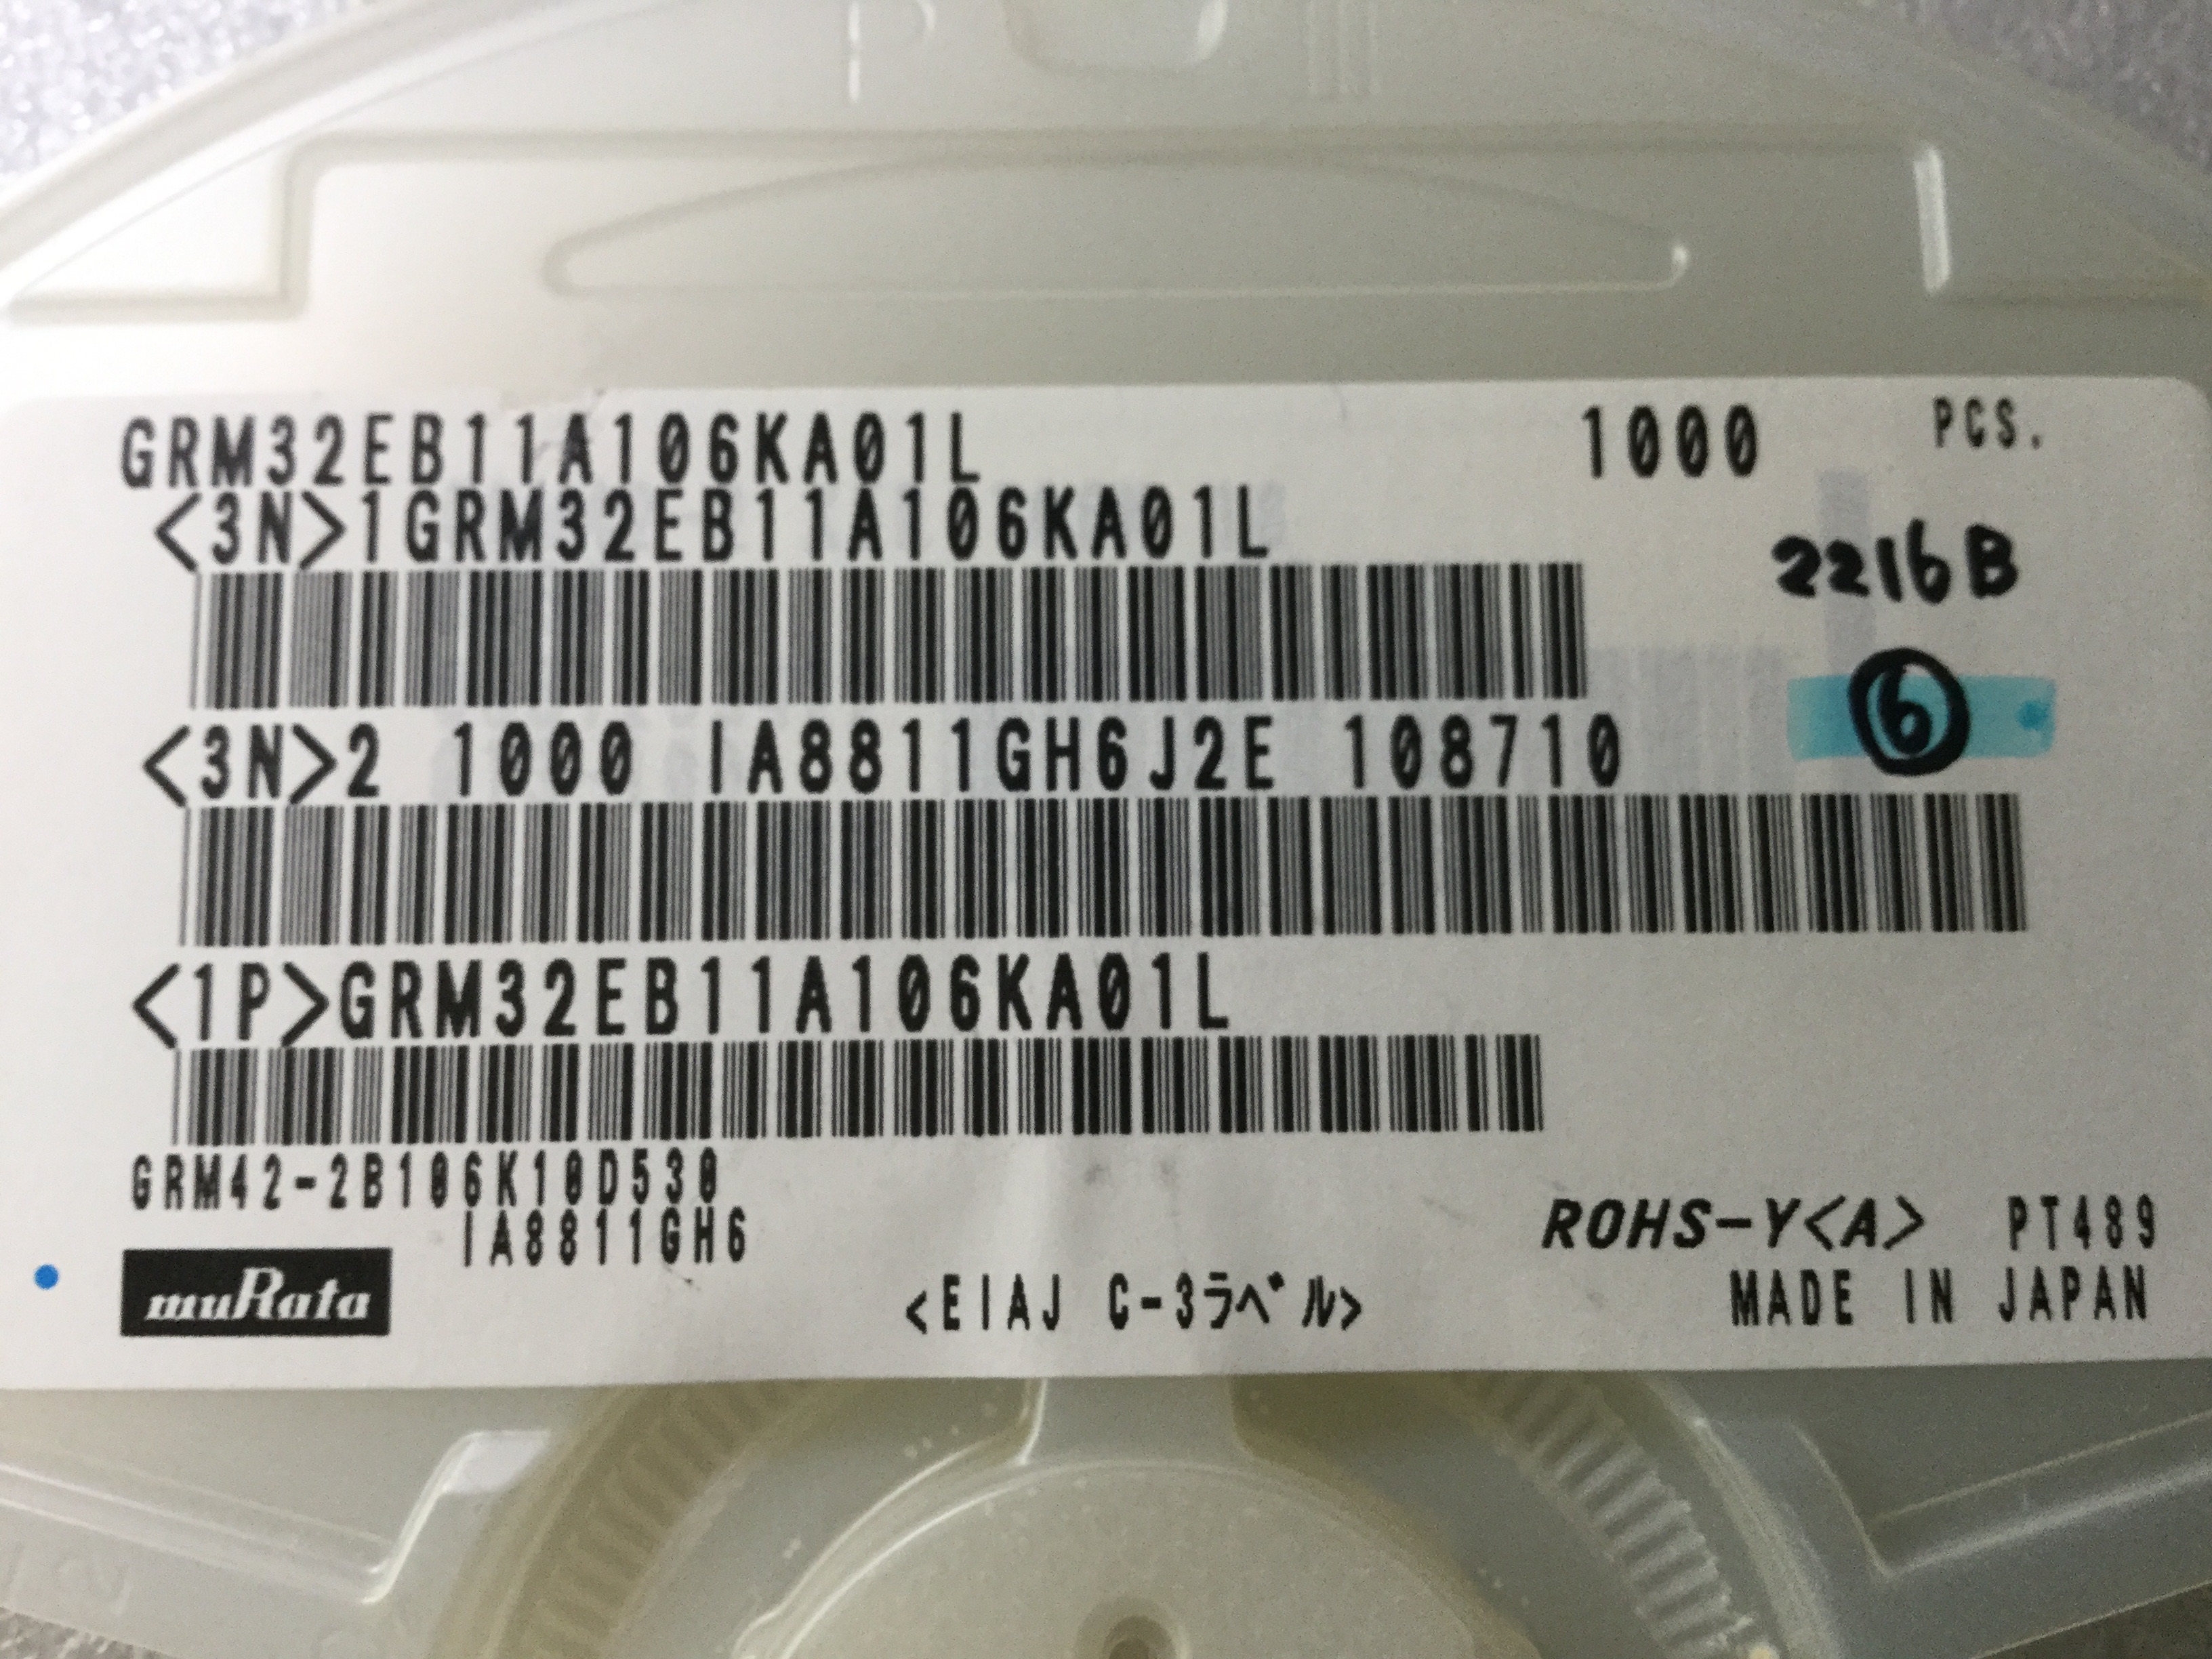 GRM32EB11A106KA01L 1000 PCS.
<3N>1GRM32EB11A106KA01L
2216B
6
<3N>2 1000 IA8811GH6J2E 108710
<1P>GRM32EB11A106KA01L
GRM42-2B106K10D530
IA8811GH6
ROHS-Y<A> PT489
muRata
<EIAJ C-3ラベル>
MADE IN JAPAN